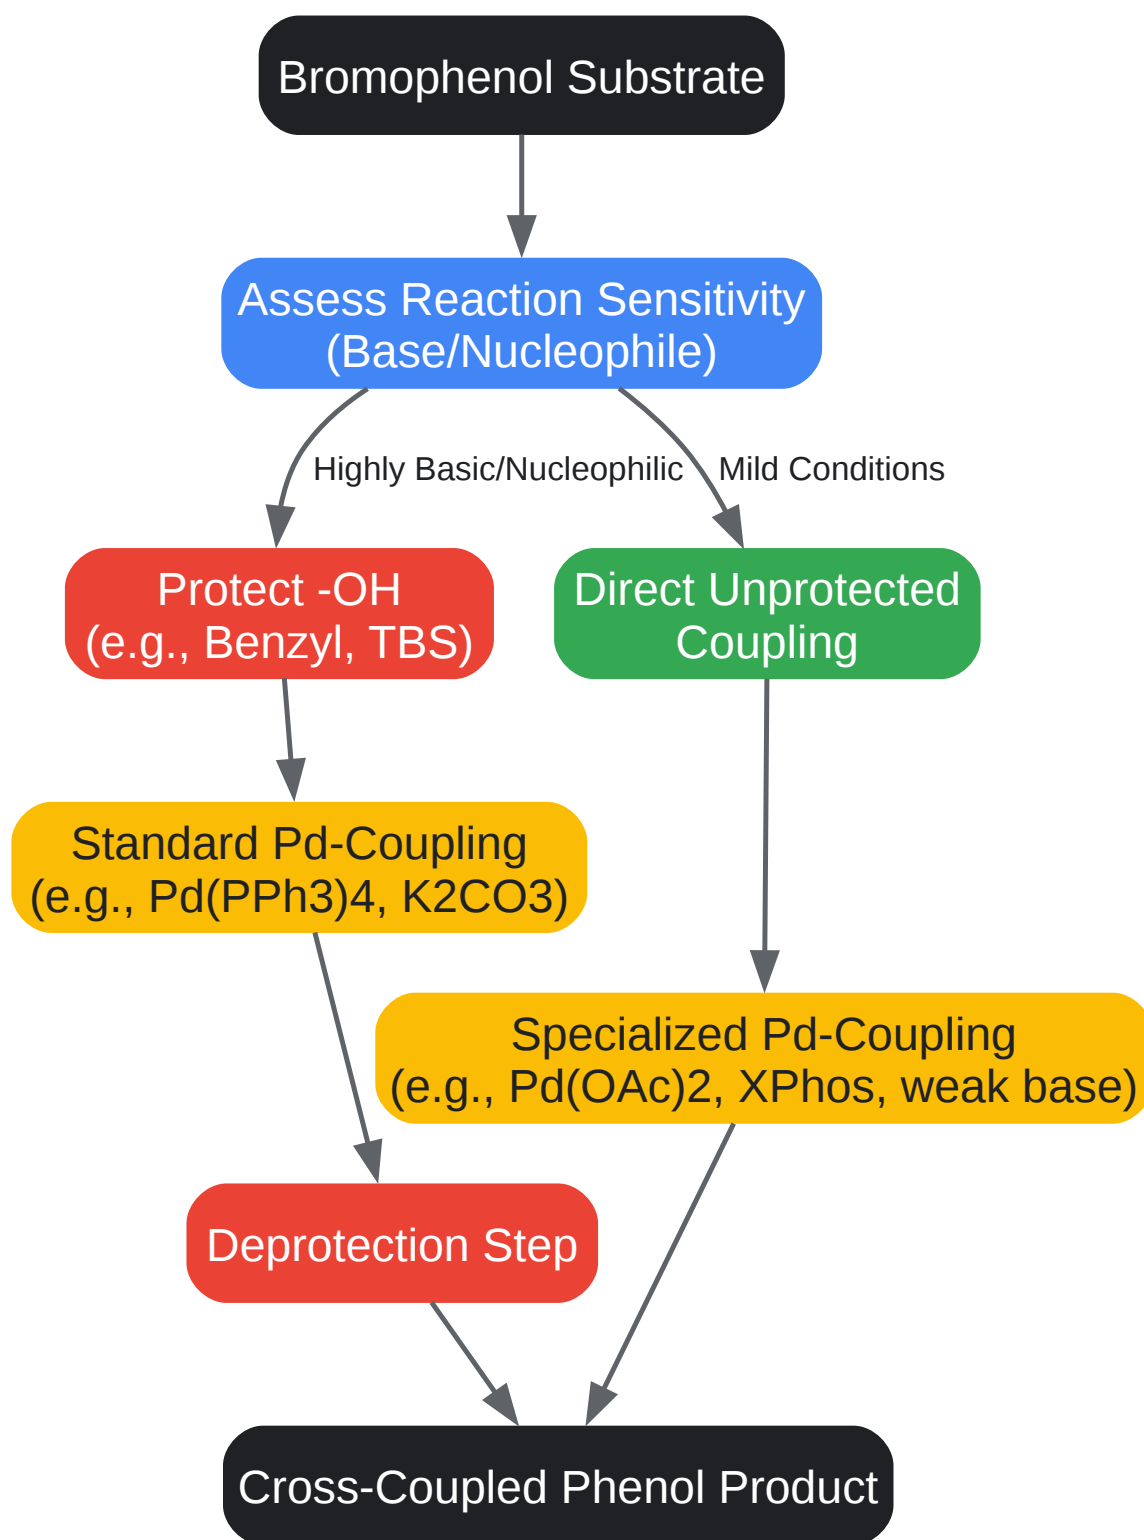 Bromophenol Substrate
Assess Reaction Sensitivity
(Base/Nucleophile)
Highly Basic/Nucleophilic
Mild Conditions
Protect -OH
(e.g., Benzyl, TBS)
Direct Unprotected
Coupling
Standard Pd-Coupling
(e.g., Pd(PPh3)4, K2CO3)
Specialized Pd-Coupling
(e.g., Pd(OAc)2, XPhos, weak base)
Deprotection Step
Cross-Coupled Phenol Product